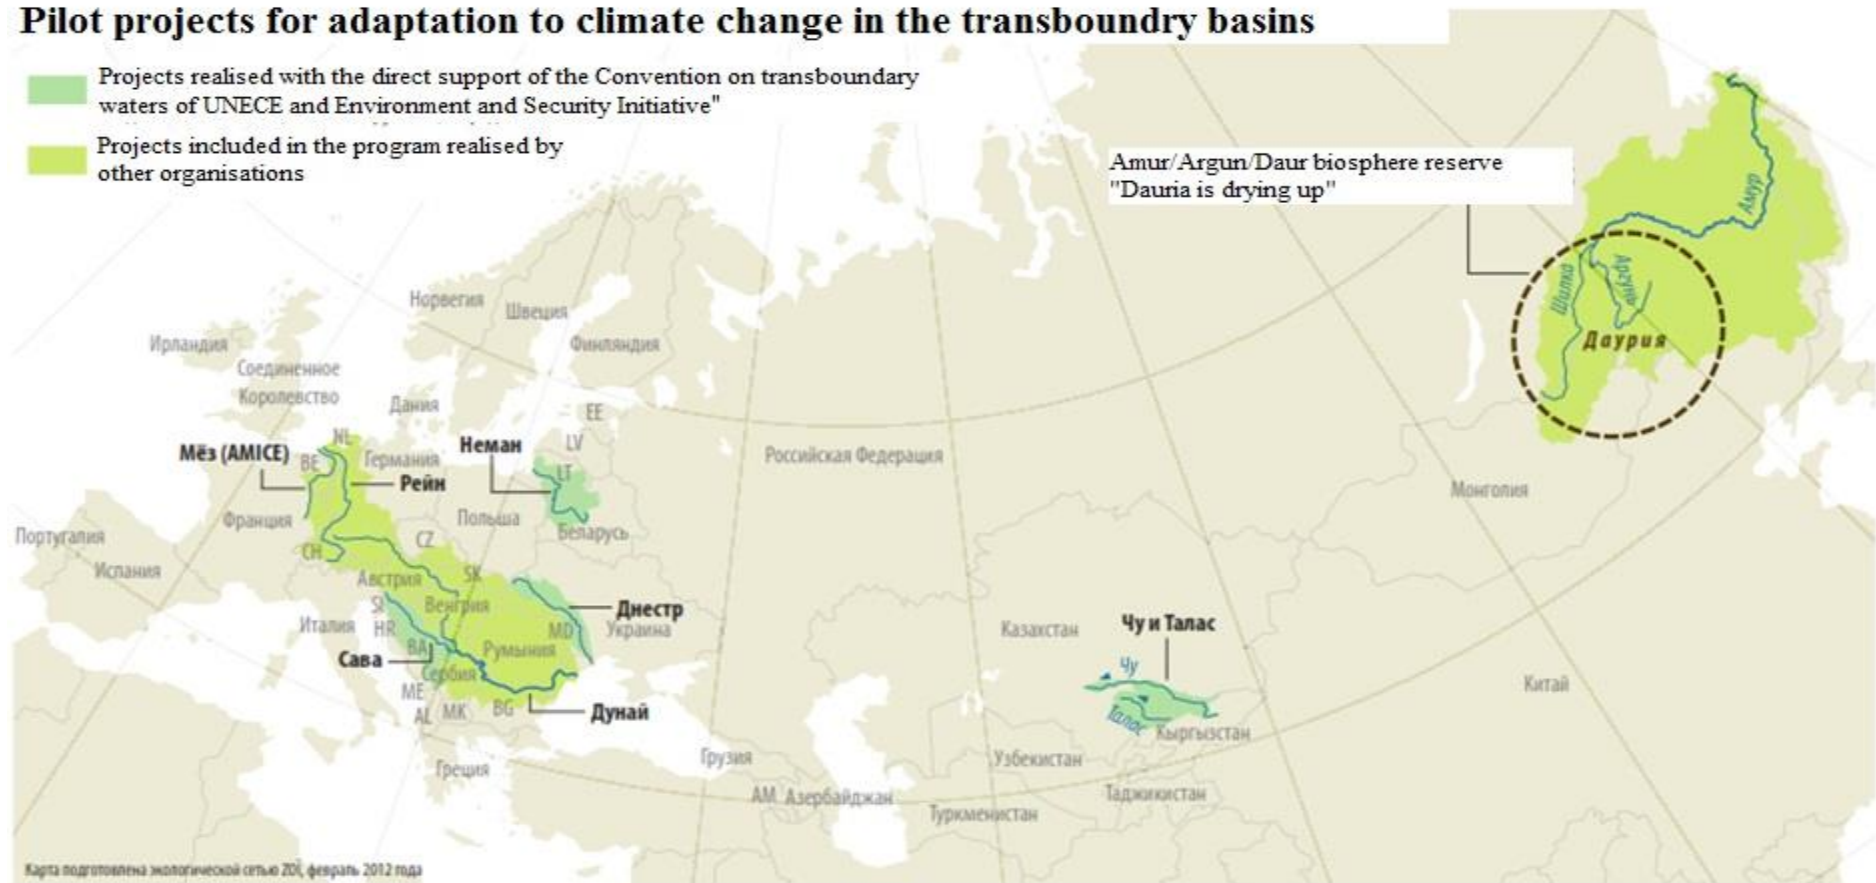 Pilot projects for adaptation to climate change in the transboundry basins
Projects realised with the direct support of the Convention on transboundary
waters of UNECE and Environment and Security Initiative"
Projects included in the program realised by
other organisations
Amur/Argun/Daur biosphere reserve
"Dauria is drying up"
Амур
Шилка
Аргунь
Даурия
Норвегия
Швеция
Финляндия
Ирландия
Соединенное
Королевство
Дания
EE
LV
LT
Неман
Мёз (AMICE)
NL
BE
Германия
Рейн
Российская Федерация
Монголия
Франция
Польша
Беларусь
Португалия
Испания
CH
CZ
Австрия
SK
SI
Венгрия
Днестр
Италия
HR
MD
Украина
BA
Румыния
Сава
Сербия
ME
AL
MK
BG
Дунай
Казахстан
Чу и Талас
Чу
Талас
Кыргызстан
Китай
Греция
Грузия
AM
Азербайджан
Узбекистан
Туркменистан
Таджикистан
Карта подготовлена экологической сетью ZO�ï, февраль 2012 года